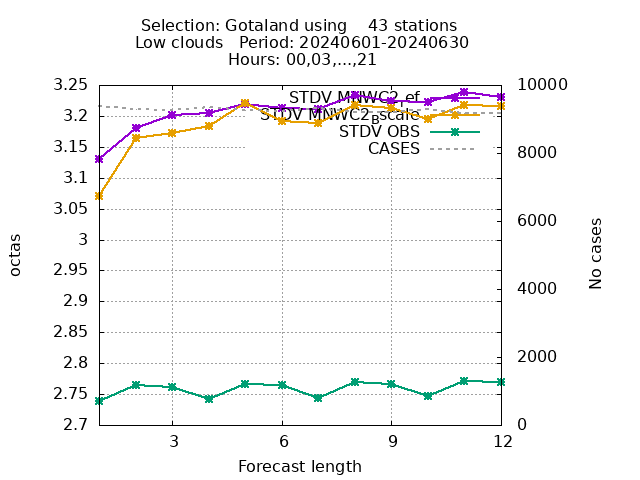 Selection: Gotaland using 43 stations
Low clouds Period: 20240601-20240630
Hours: 00,03,...,21
octas
3.25
3.2
3.15
3.1
3.05
3
2.95
2.9
2.85
2.8
2.75
2.7
STDV MNWC2_ref
STDV MNWC2_Bscale
STDV OBS
CASES
10000
8000
6000
4000
2000
0
No cases
3 6 9 12
Forecast length